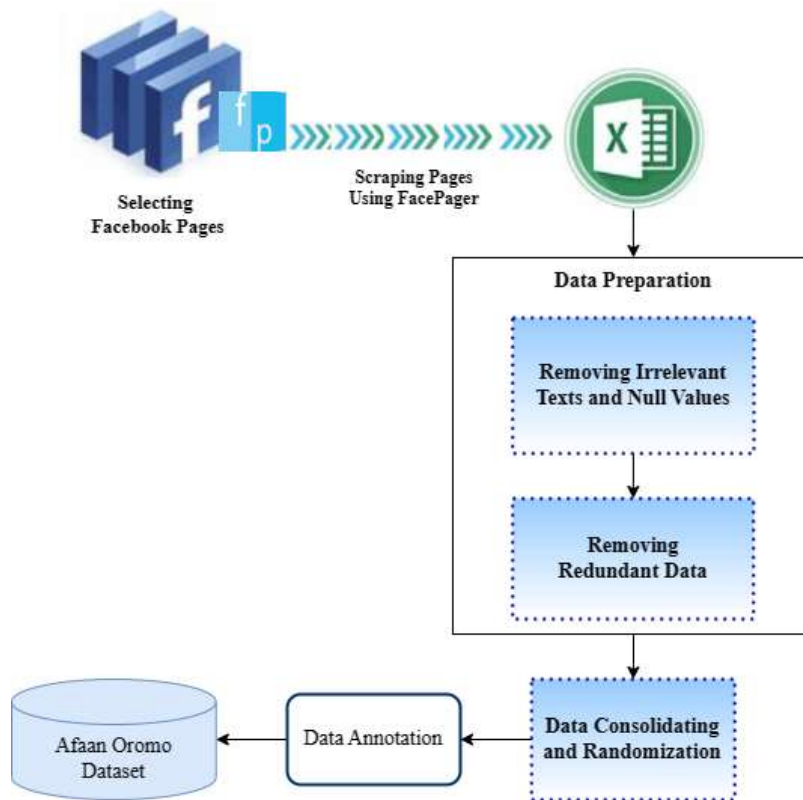 f
f
p
X
Selecting
Facebook Pages
Scraping Pages
Using FacePager
Data Preparation
Removing Irrelevant
Texts and Null Values
Removing
Redundant Data
Data Consolidating
and Randomization
Data Annotation
Afaan Oromo
Dataset